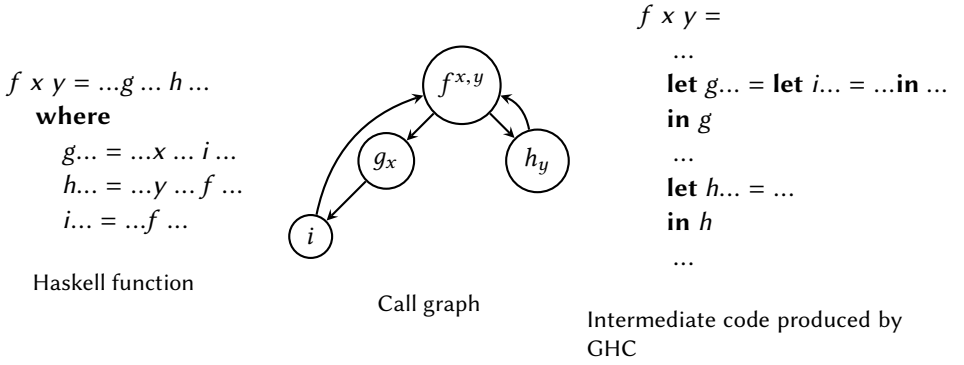 f x y = ...g ... h ...
where
g... = ...x ... i ...
h... = ...y ... f ...
i... = ...f ...
Haskell function
f^{x,y}
g_x
h_y
i
Call graph
f x y =
...
let g... = let i... = ...in ...
in g
...
let h... = ...
in h
...
Intermediate code produced by
GHC